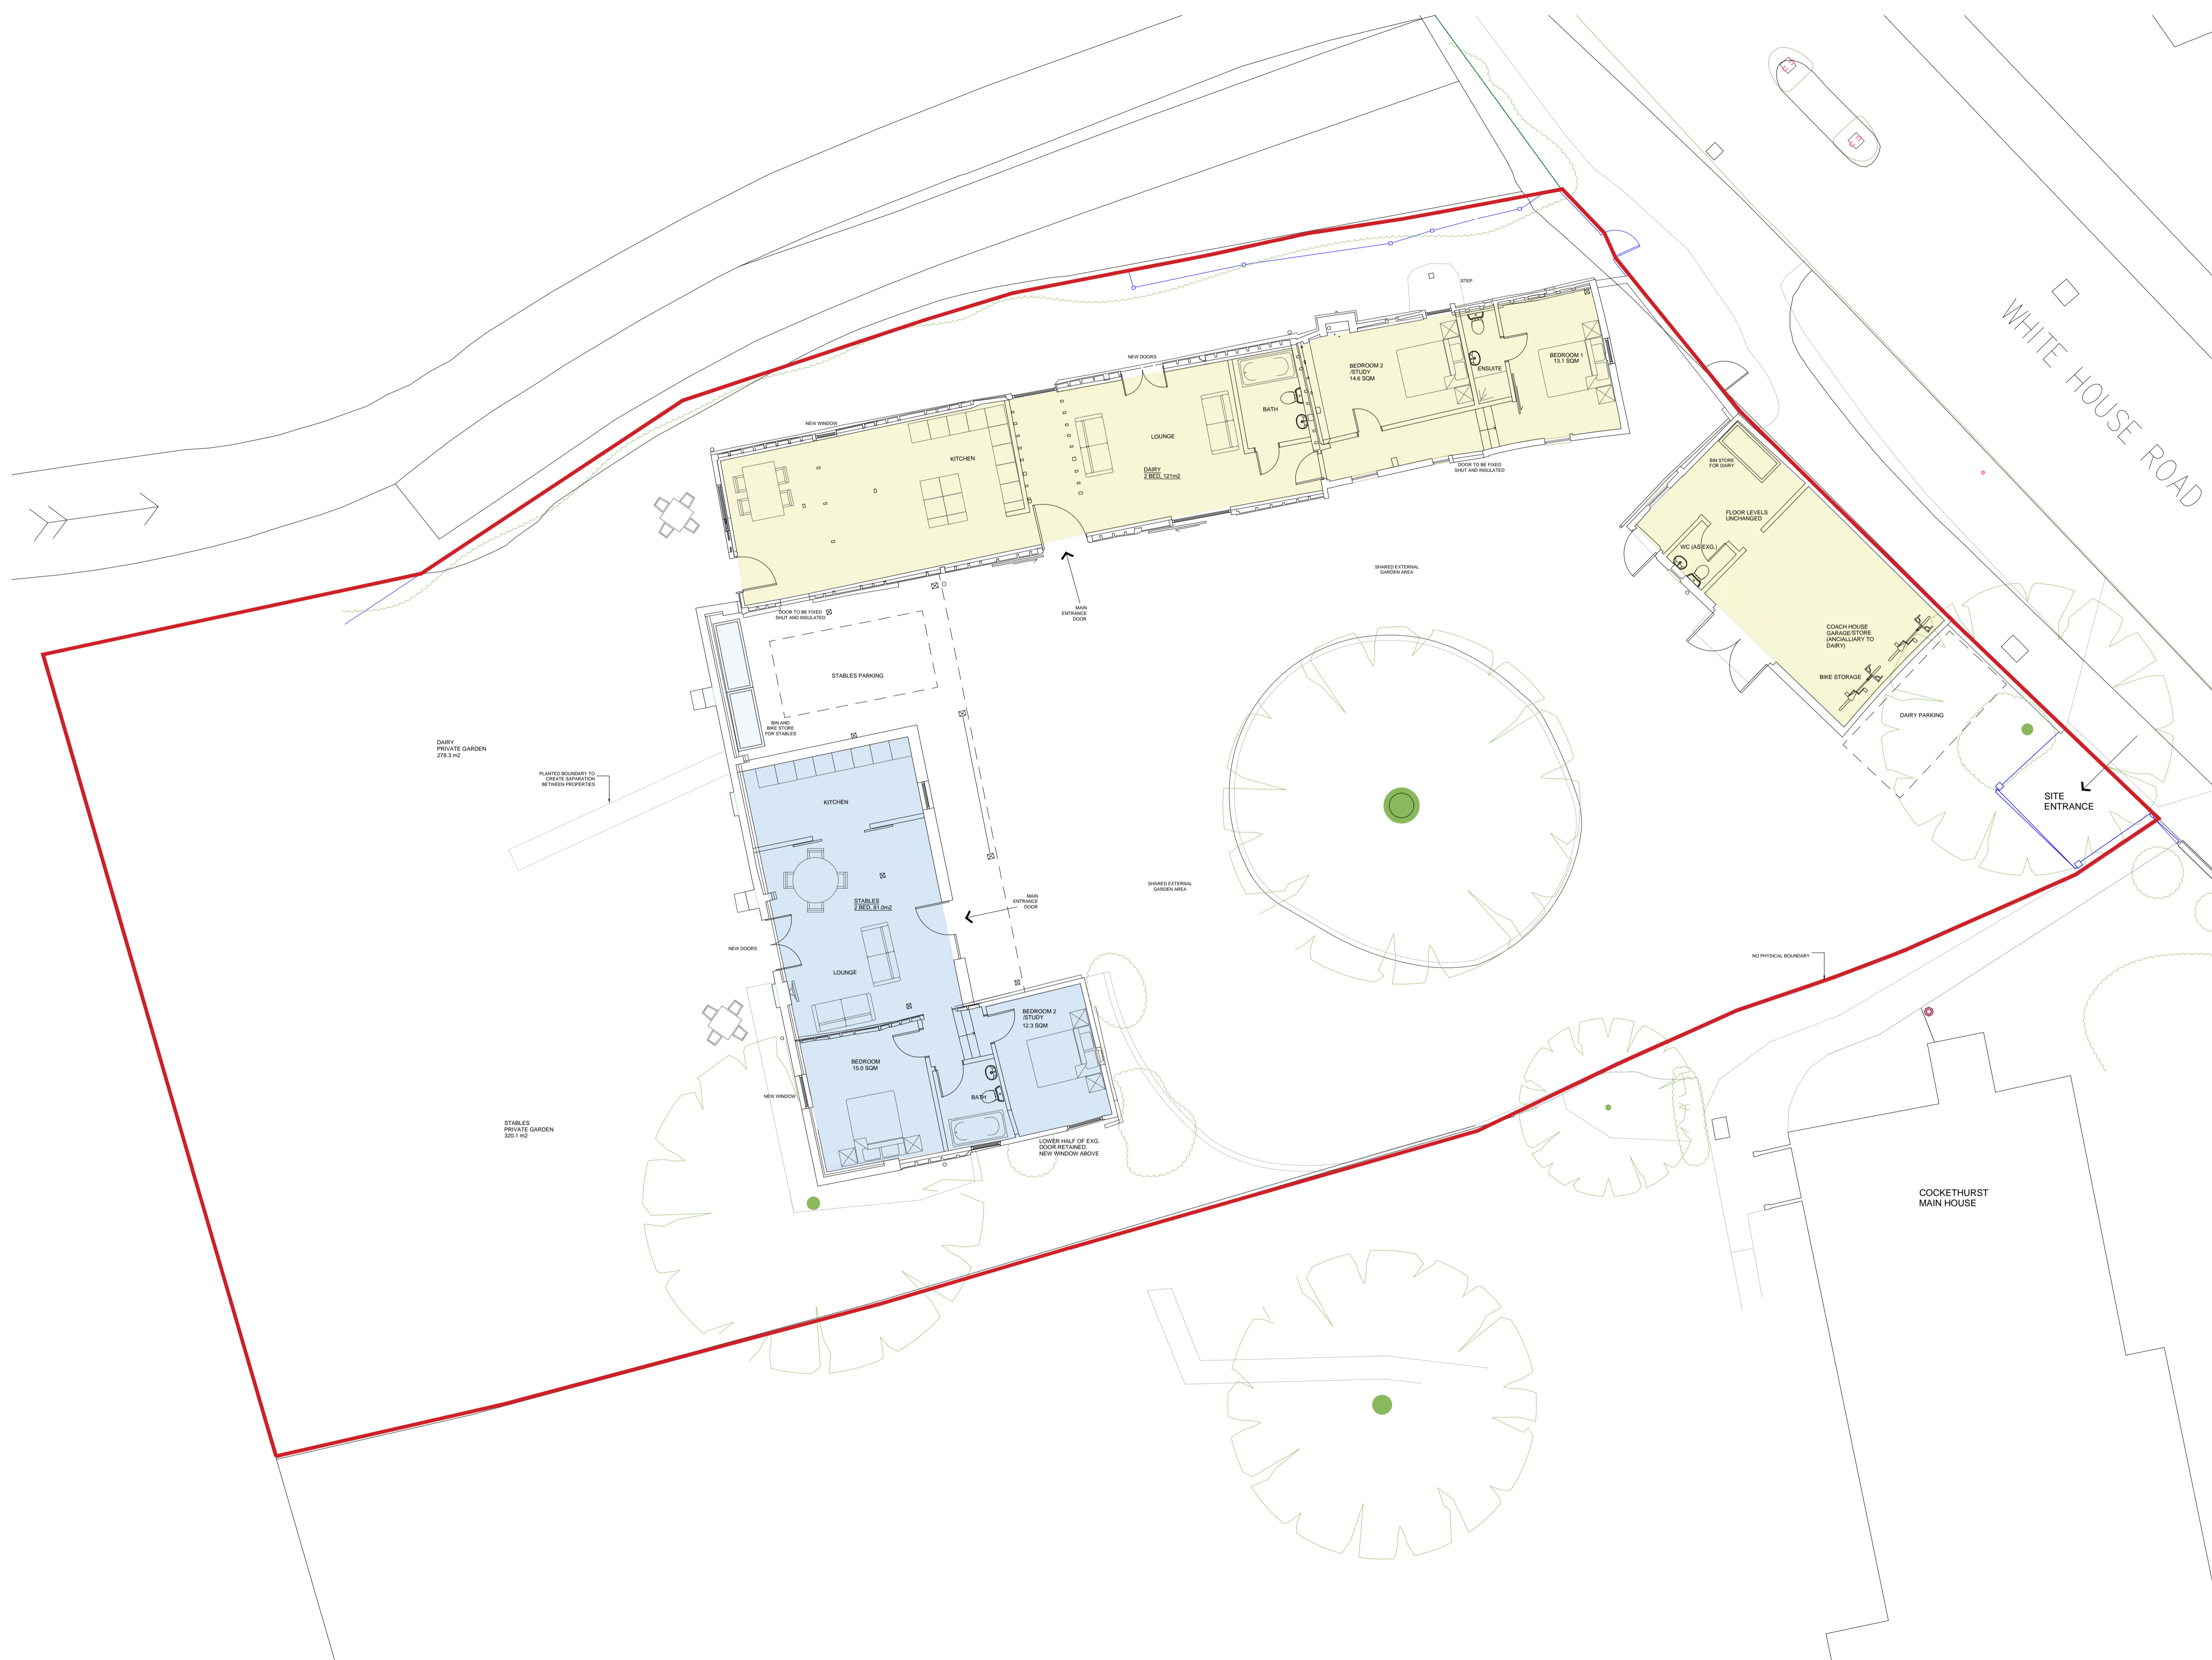 WHITE HOUSE ROAD
STEP
BEDROOM 1
13.1 SQM
ENSUITE
BEDROOM 2
/STUDY
14.6 SQM
NEW DOORS
BATH
LOUNGE
DAIRY
2 BED, 121m2
DOOR TO BE FIXED
SHUT AND INSULATED
NEW WINDOW
KITCHEN
BIN STORE
FOR DAIRY
FLOOR LEVELS
UNCHANGED
WC (AS EXG.)
COACH HOUSE
GARAGE/STORE
(ANCIALLIARY TO
DAIRY)
BIKE STORAGE
DAIRY PARKING
SITE
ENTRANCE
SHARED EXTERNAL
GARDEN AREA
MAIN
ENTRANCE
DOOR
DOOR TO BE FIXED
SHUT AND INSULATED
STABLES PARKING
BIN AND
BIKE STORE
FOR STABLES
DAIRY
PRIVATE GARDEN
278.3 m2
PLANTED BOUNDARY TO
CREATE SAPARATION
BETWEEN PROPERTIES
KITCHEN
STABLES
2 BED, 81.0m2
MAIN
ENTRANCE
DOOR
SHARED EXTERNAL
GARDEN AREA
NEW DOORS
LOUNGE
NO PHYSICAL BOUNDARY
BEDROOM 2
/STUDY
12.3 SQM
BEDROOM
15.0 SQM
BATH
NEW WINDOW
STABLES
PRIVATE GARDEN
320.1 m2
LOWER HALF OF EXG.
DOOR RETAINED.
NEW WINDOW ABOVE
COCKETHURST
MAIN HOUSE